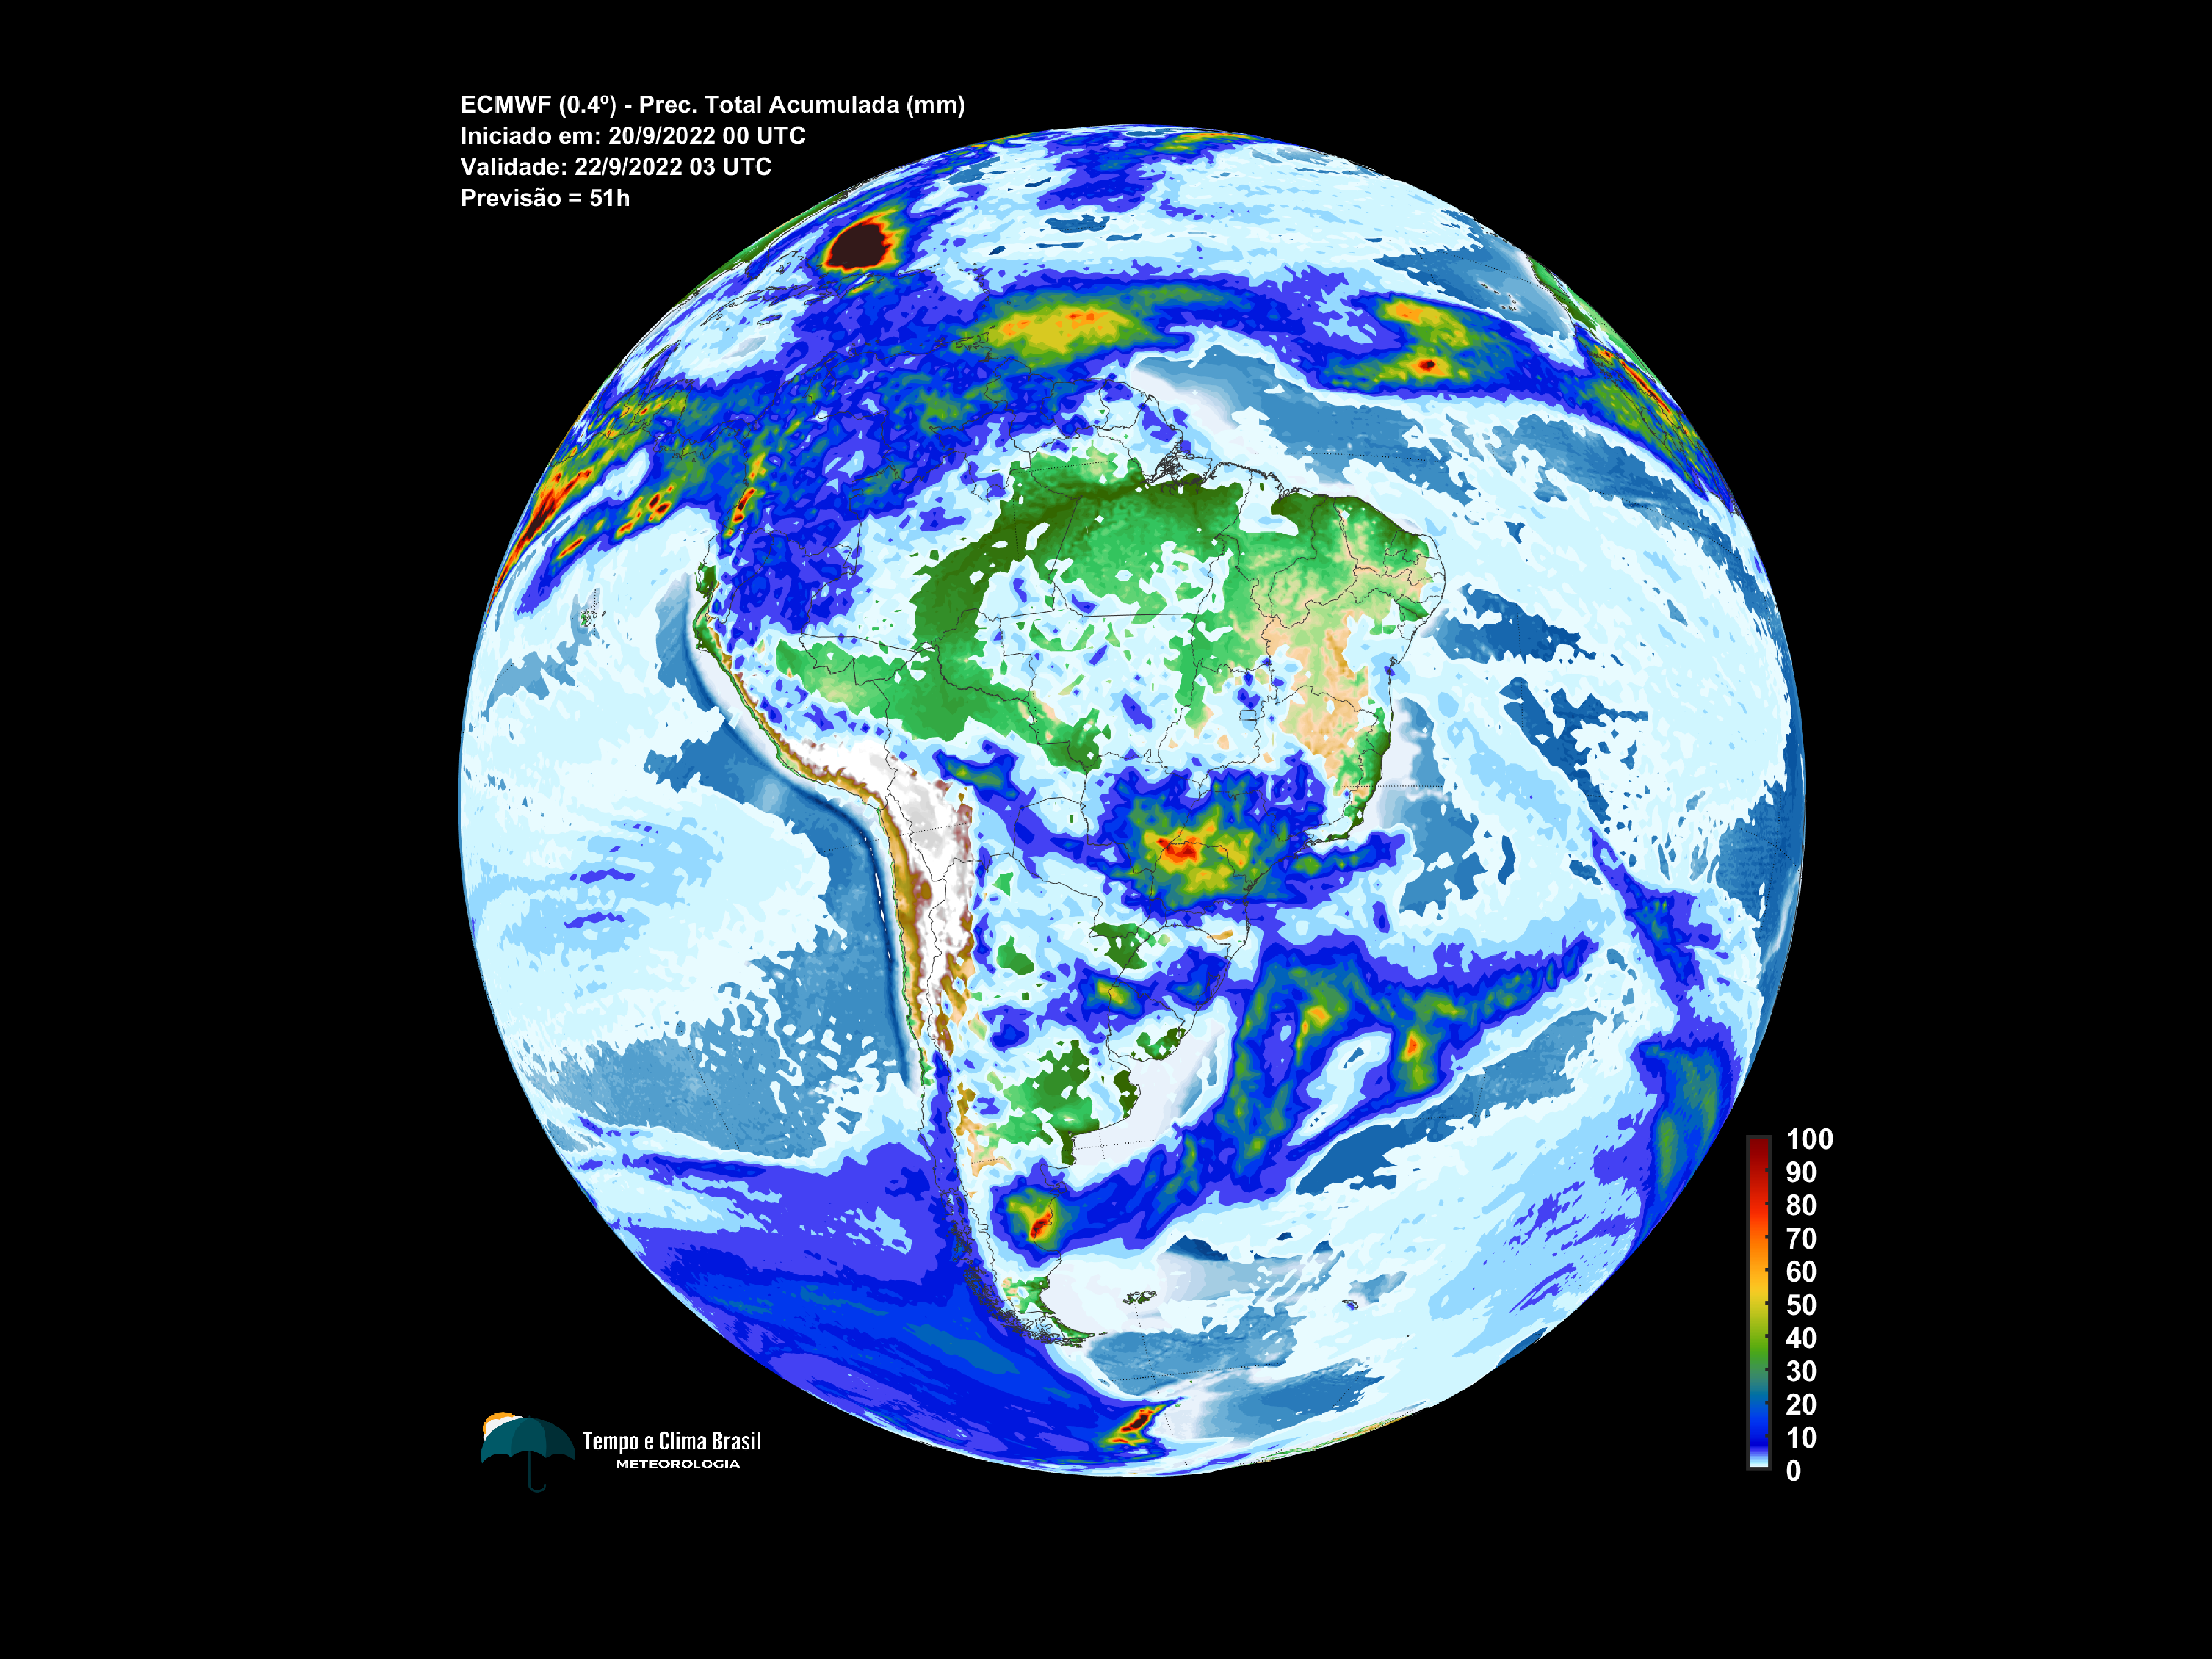 ECMWF (0.4º) - Prec. Total Acumulada (mm)
Iniciado em: 20/9/2022 00 UTC
Validade: 22/9/2022 03 UTC
Previsão = 51h
100
90
80
70
60
50
40
30
20
10
0
Tempo e Clima Brasil
METEOROLOGIA